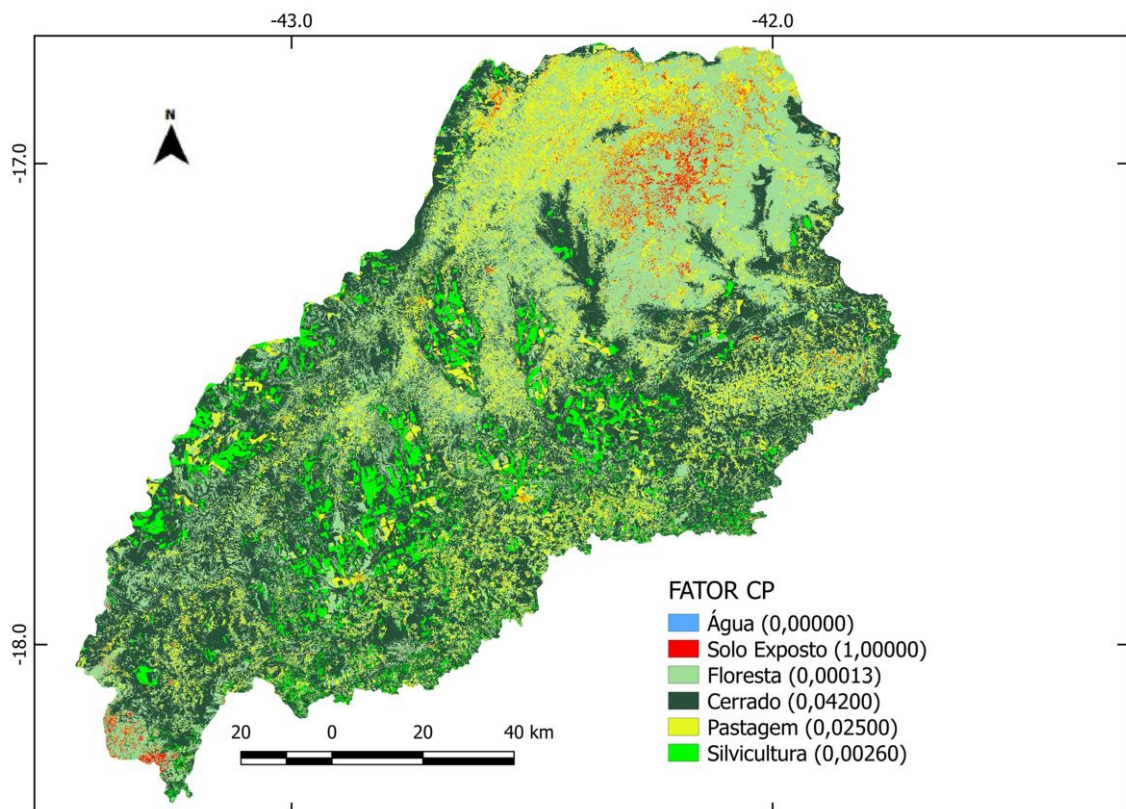 -43.0 -42.0
N
-17.0
-18.0
FATOR CP
Água (0,00000)
Solo Exposto (1,00000)
Floresta (0,00013)
Cerrado (0,04200)
Pastagem (0,02500)
Silvicultura (0,00260)
20 0 20 40 km